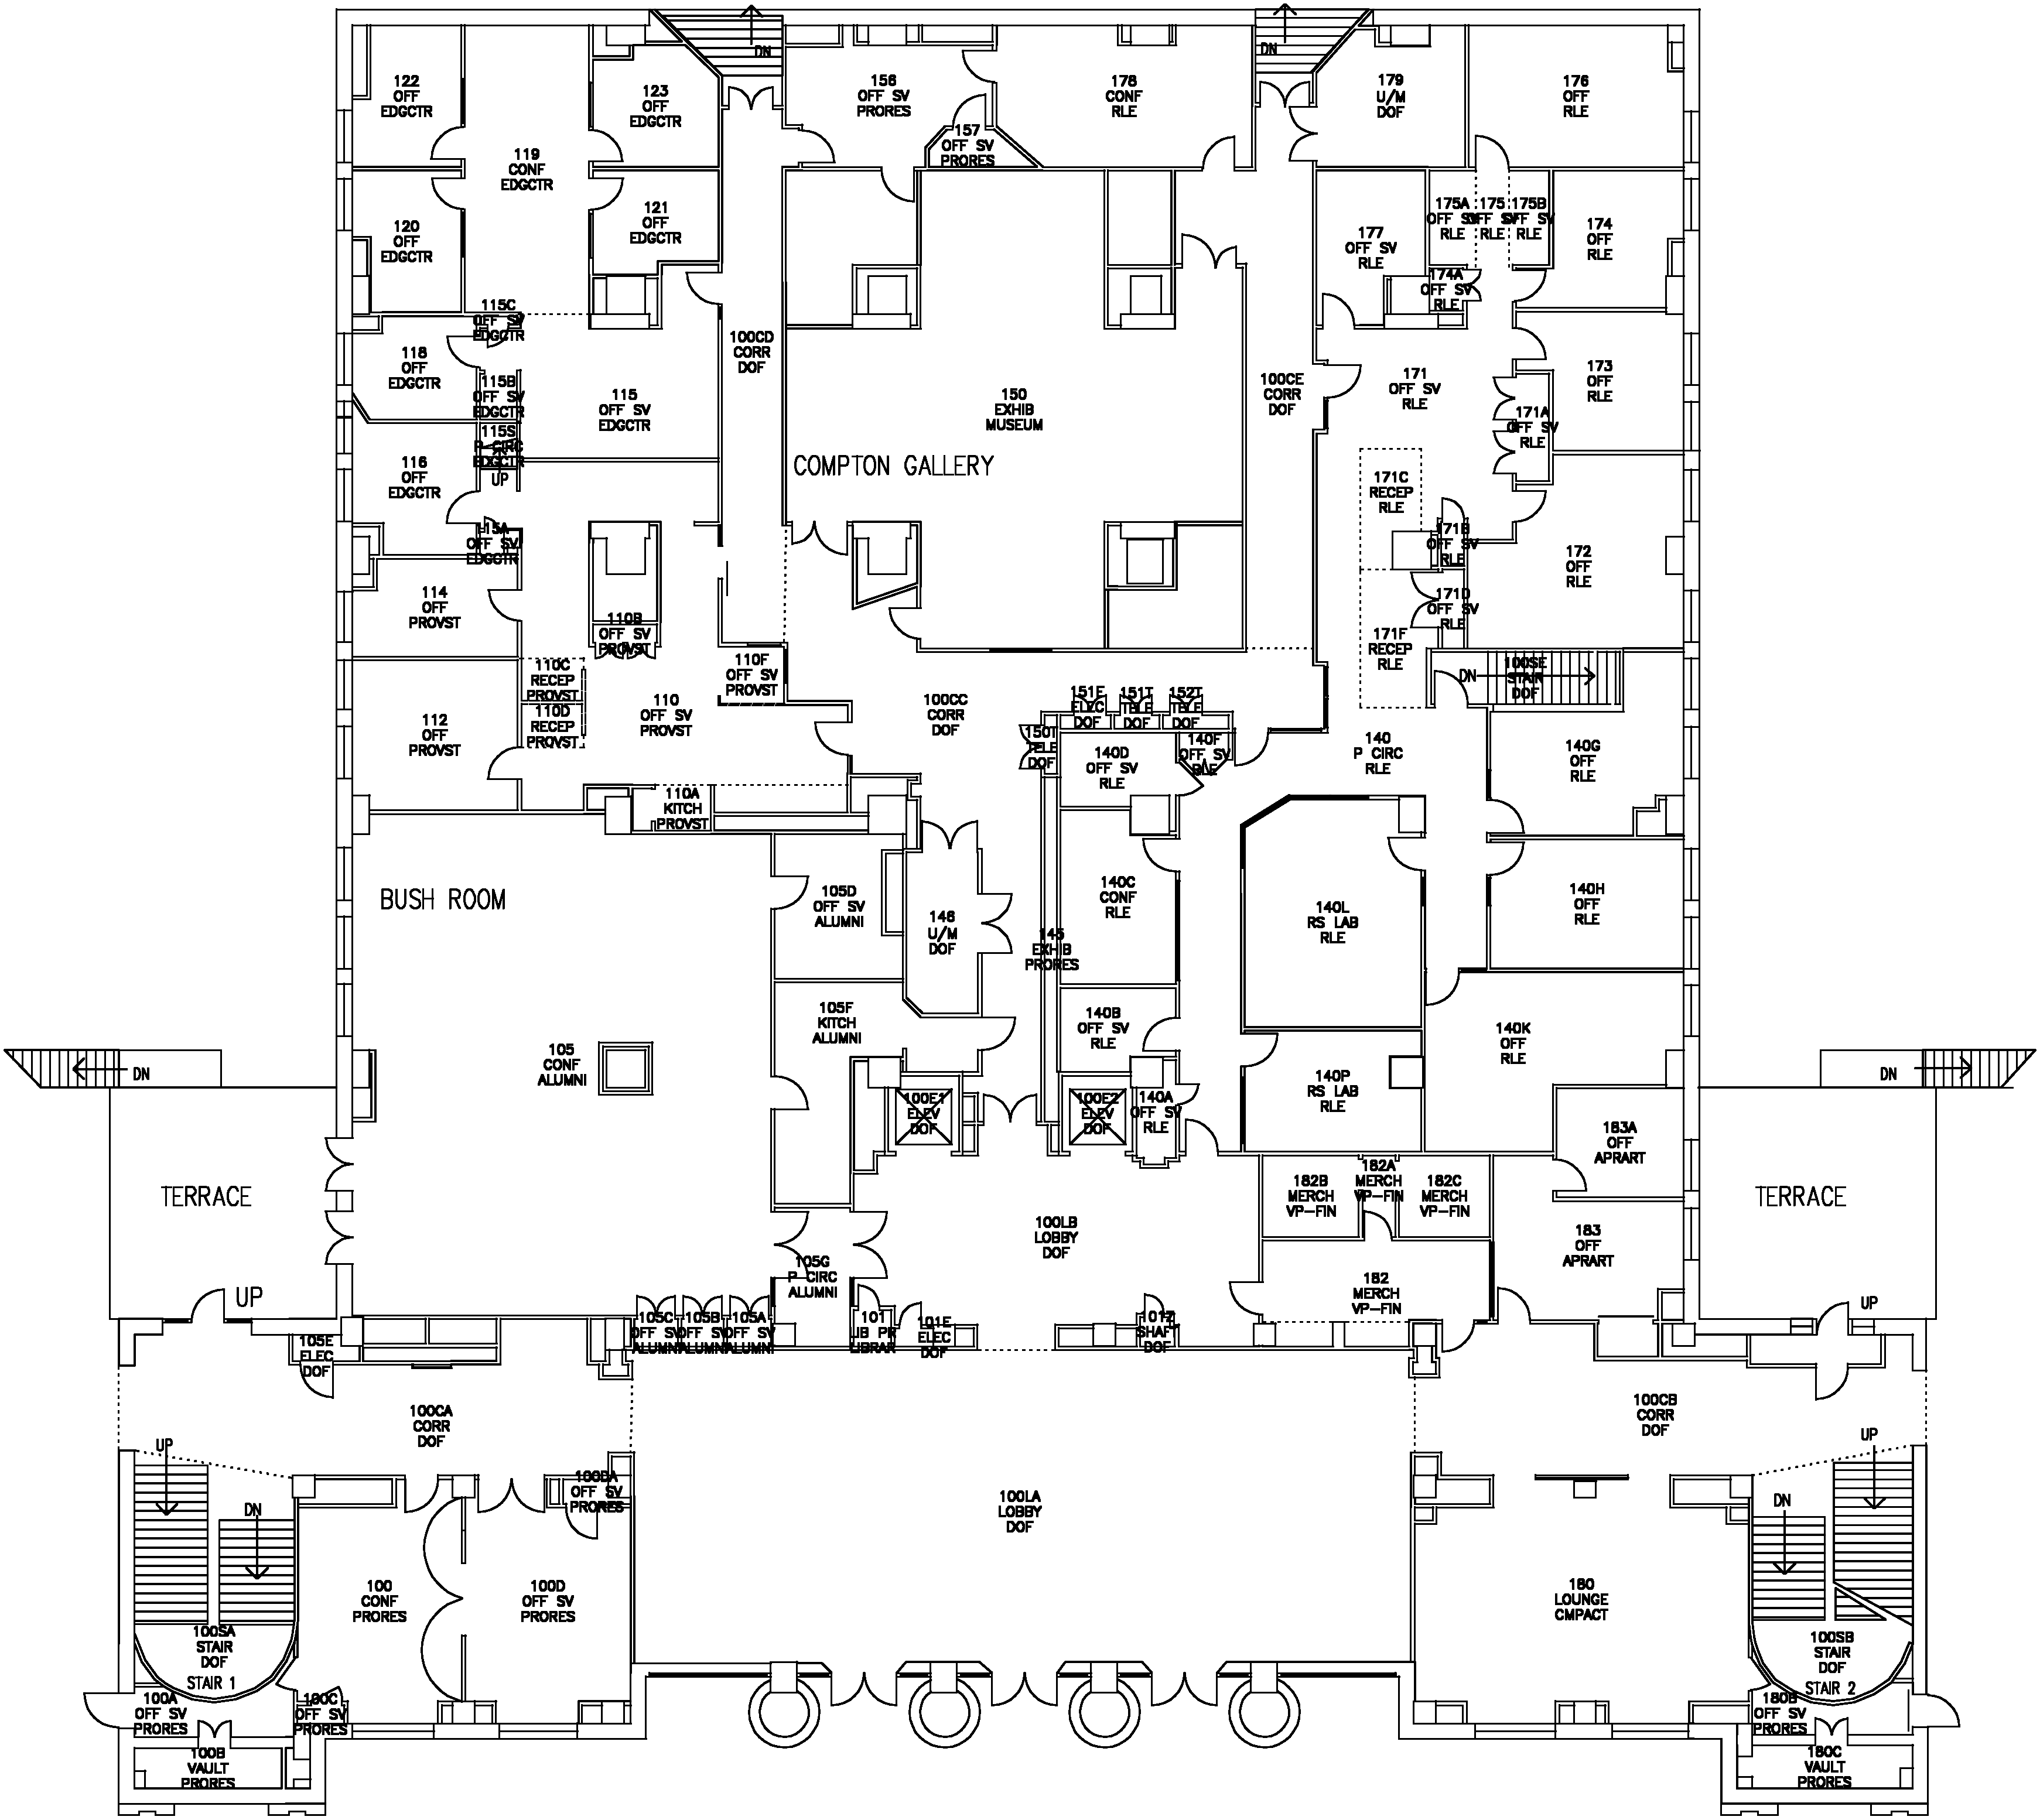 DN
DN
122
OFF
EDGCTR
123
OFF
EDGCTR
156
OFF SV
PRORES
178
CONF
RLE
179
U/M
DOF
176
OFF
RLE
157
OFF SV
PRORES
119
CONF
EDGCTR
120
OFF
EDGCTR
121
OFF
EDGCTR
177
OFF SV
RLE
175A
OFF SV
RLE
175
OFF SV
RLE
175B
OFF SV
RLE
174
OFF
RLE
174A
OFF SV
RLE
115C
OFF SV
EDGCTR
118
OFF
EDGCTR
115B
OFF SV
EDGCTR
115
OFF SV
EDGCTR
100CD
CORR
DOF
150
EXHIB
MUSEUM
COMPTON GALLERY
100CE
CORR
DOF
171
OFF SV
RLE
173
OFF
RLE
171A
OFF SV
RLE
115S
P CIRC
EDGCTR
UP
116
OFF
EDGCTR
115A
OFF SV
EDGCTR
171C
RECEP
RLE
171B
OFF SV
RLE
172
OFF
RLE
114
OFF
PROVST
110B
OFF SV
PROVST
171D
OFF SV
RLE
171F
RECEP
RLE
110C
RECEP
PROVST
110F
OFF SV
PROVST
DN
100SE
STAIR
DOF
112
OFF
PROVST
110D
RECEP
PROVST
110
OFF SV
PROVST
100CC
CORR
DOF
151E
ELEC
DOF
151T
TELE
DOF
152T
TELE
DOF
150T
TELE
DOF
140D
OFF SV
RLE
140F
OFF SV
RLE
140
P CIRC
RLE
140G
OFF
RLE
110A
KITCH
PROVST
BUSH ROOM
105D
OFF SV
ALUMNI
146
U/M
DOF
145
EXHIB
PRORES
140C
CONF
RLE
140L
RS LAB
RLE
140H
OFF
RLE
105F
KITCH
ALUMNI
140B
OFF SV
RLE
140K
OFF
RLE
105
CONF
ALUMNI
DN
DN
100E1
ELEV
DOF
100E2
ELEV
DOF
140A
OFF SV
RLE
140P
RS LAB
RLE
183A
OFF
APRART
TERRACE
182B
MERCH
VP-FIN
182A
MERCH
VP-FIN
182C
MERCH
VP-FIN
TERRACE
100LB
LOBBY
DOF
183
OFF
APRART
105G
P CIRC
ALUMNI
182
MERCH
VP-FIN
UP
UP
105E
ELEC
DOF
105C
OFF SV
ALUMNI
105B
OFF SV
ALUMNI
105A
OFF SV
ALUMNI
101
LIB PR
LIBRAR
101E
ELEC
DOF
101Z
SHAFT
DOF
100CA
CORR
DOF
100CB
CORR
DOF
UP
UP
DN
100DA
OFF SV
PRORES
100LA
LOBBY
DOF
DN
100
CONF
PRORES
100D
OFF SV
PRORES
180
LOUNGE
CMPACT
100SA
STAIR
DOF
STAIR 1
100SB
STAIR
DOF
STAIR 2
100A
OFF SV
PRORES
100C
OFF SV
PRORES
180B
OFF SV
PRORES
100B
VAULT
PRORES
180C
VAULT
PRORES